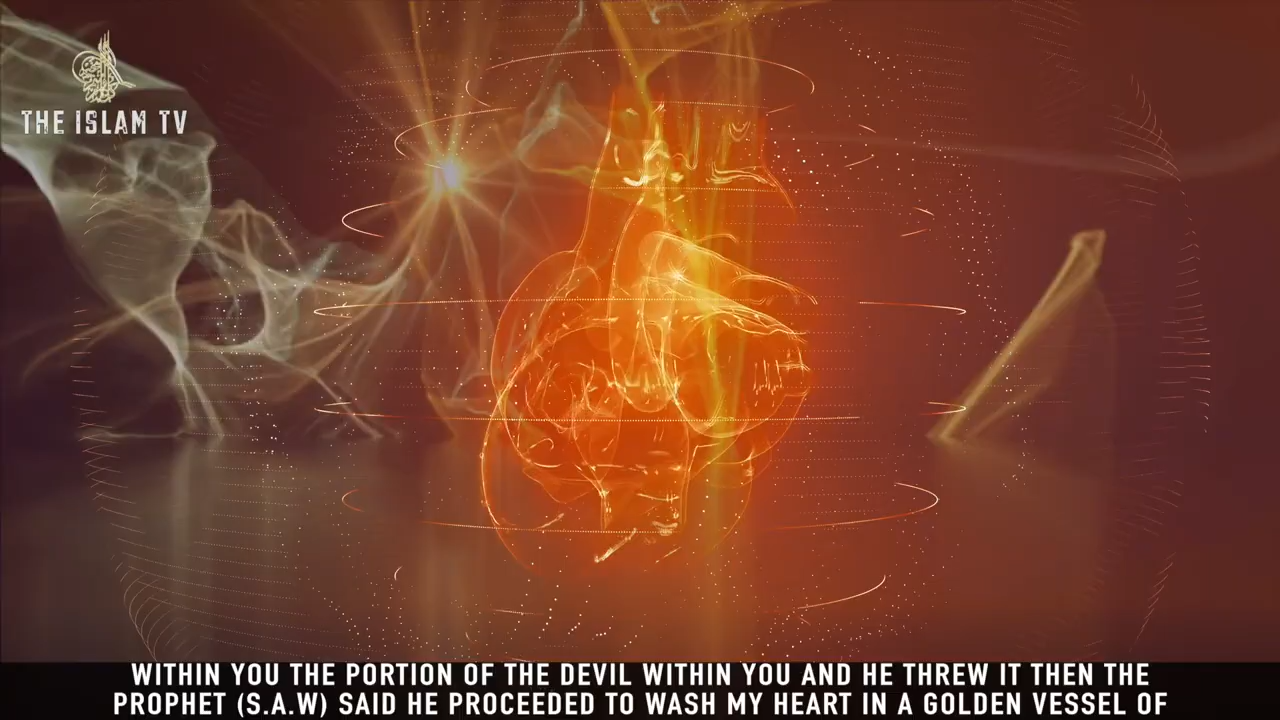 THE ISLAM TV
WITHIN YOU THE PORTION OF THE DEVIL WITHIN YOU AND HE THREW IT THEN THE
PROPHET (S.A.W) SAID HE PROCEEDED TO WASH MY HEART IN A GOLDEN VESSEL OF